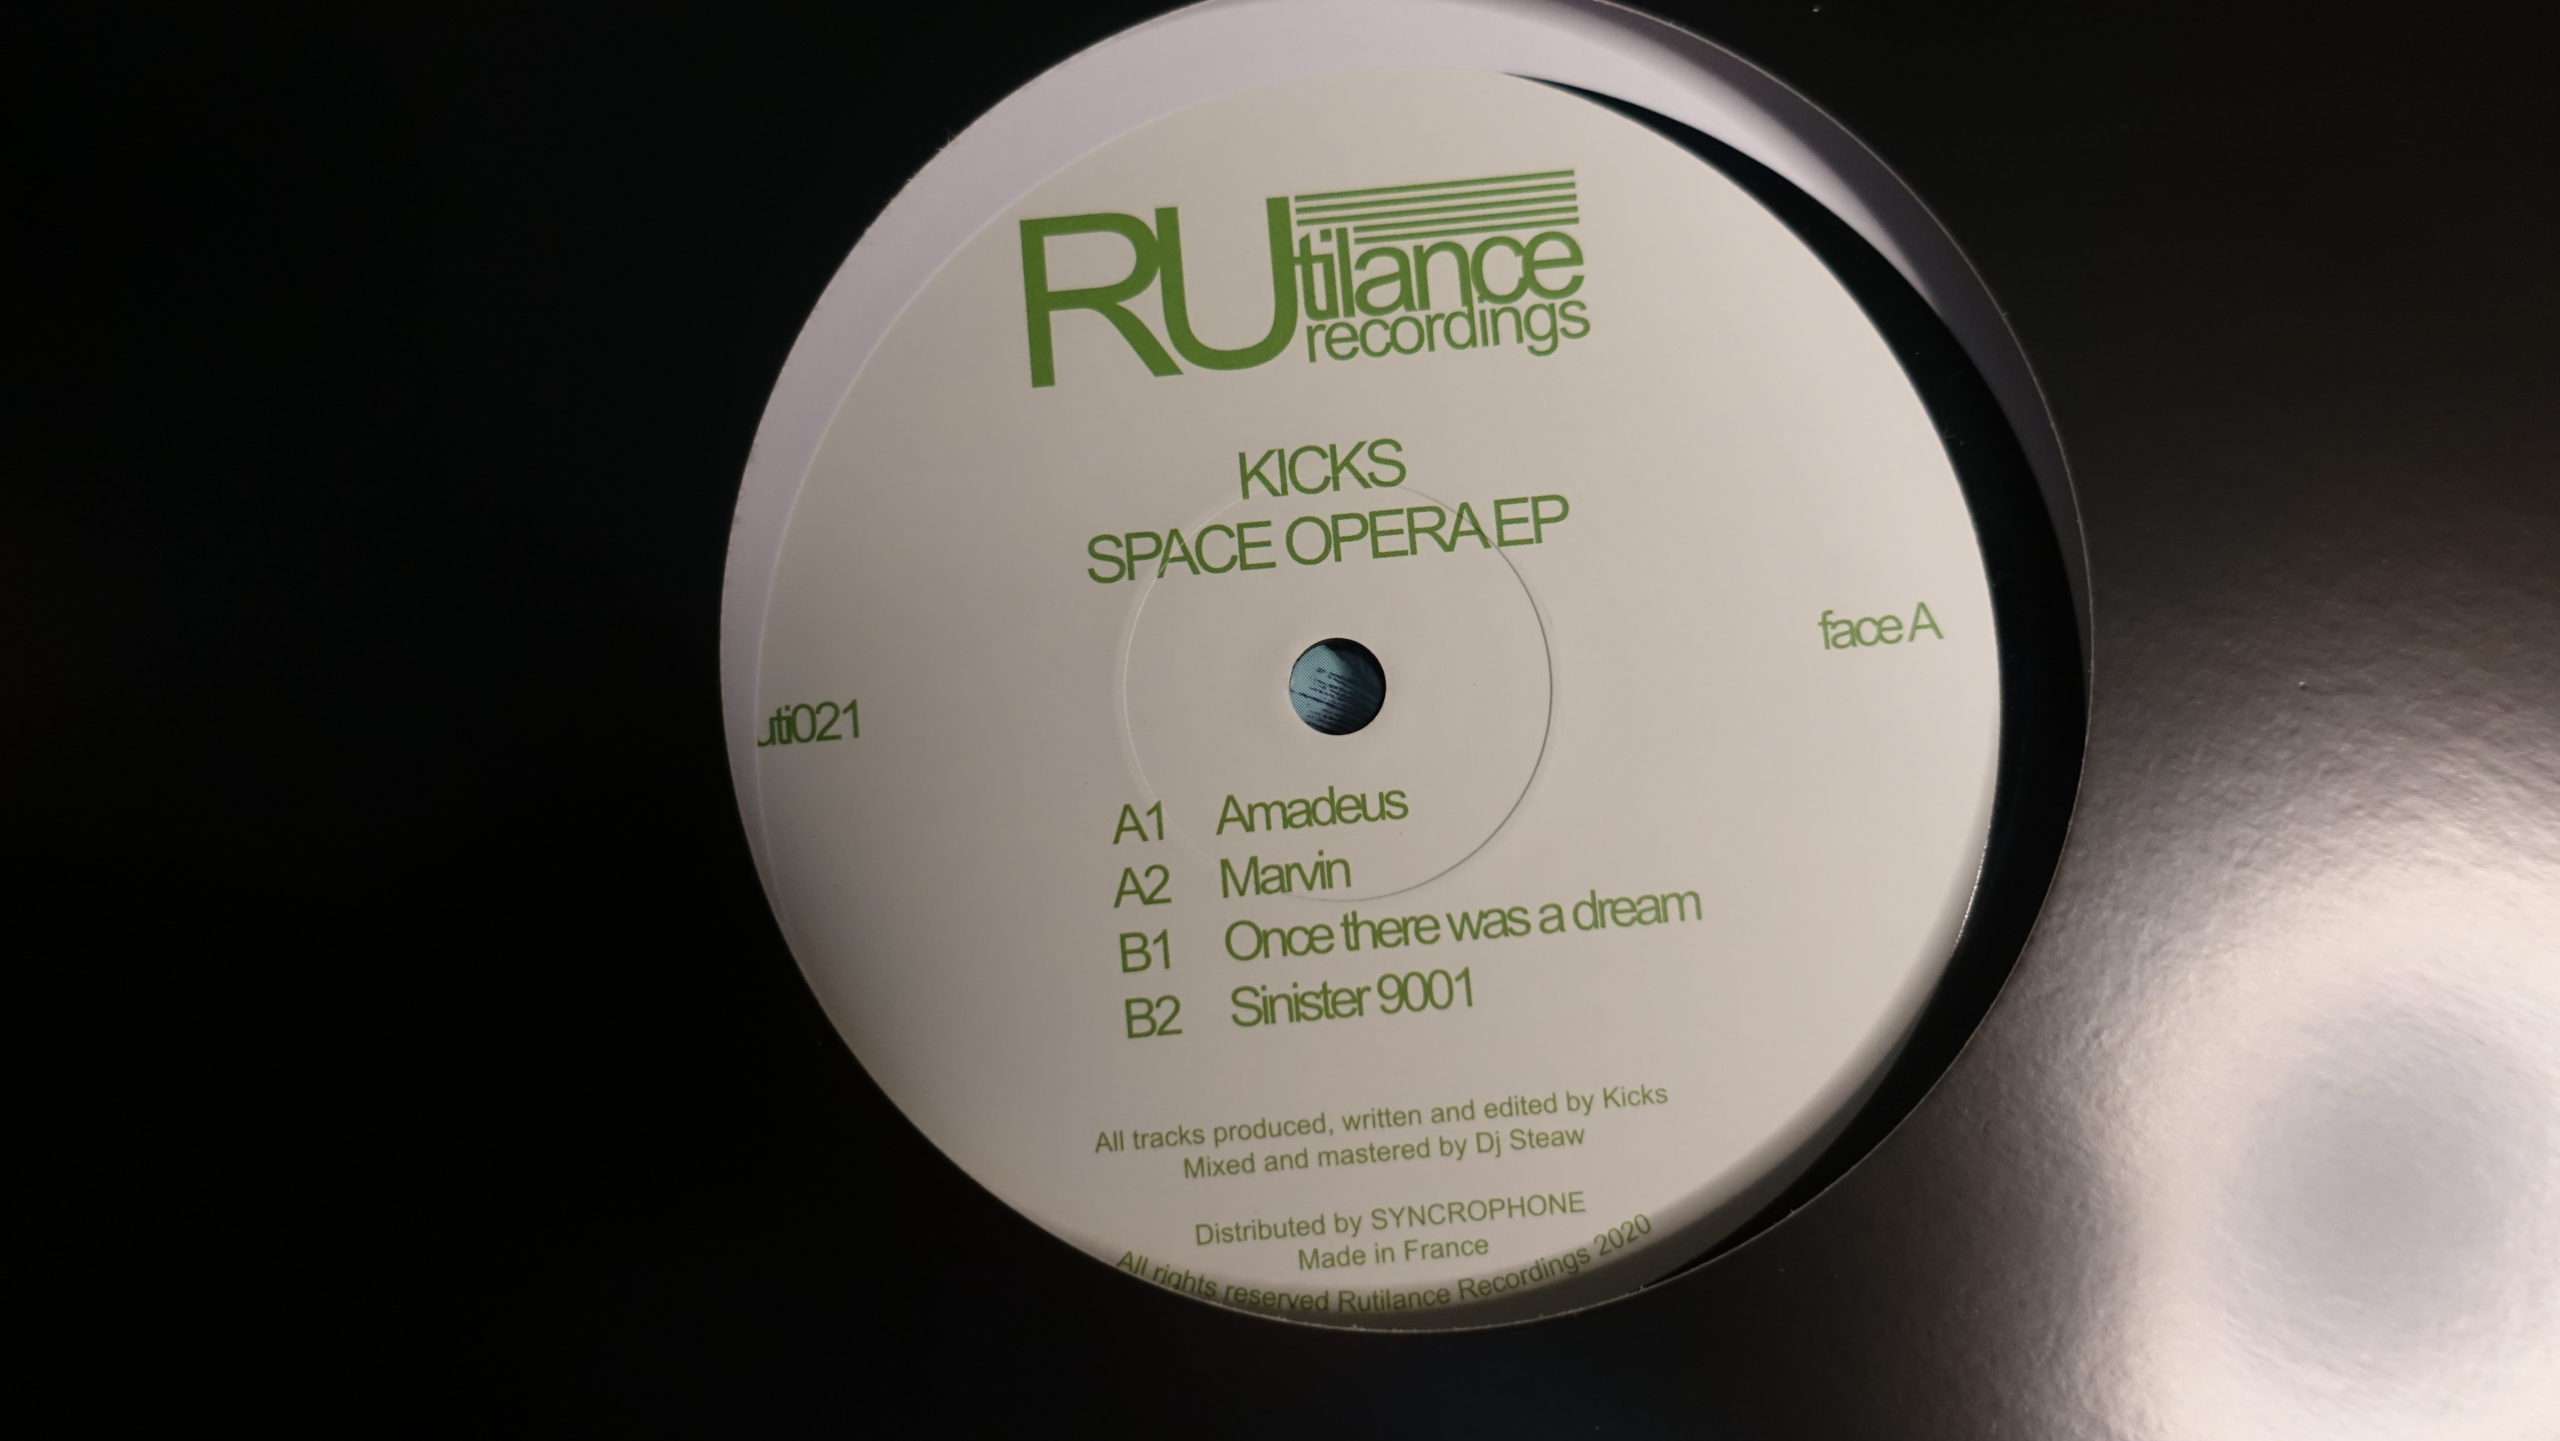 RUtilance
recordings
KICKS
SPACE OPERA EP
face A
uti021
A1 Amadeus
A2 Marvin
B1 Once there was a dream
B2 Sinister 9001
All tracks produced, written and edited by Kicks
Mixed and mastered by Dj Steaw
Distributed by SYNCROPHONE
Made in France
All rights reserved Rutilance Recordings 2020